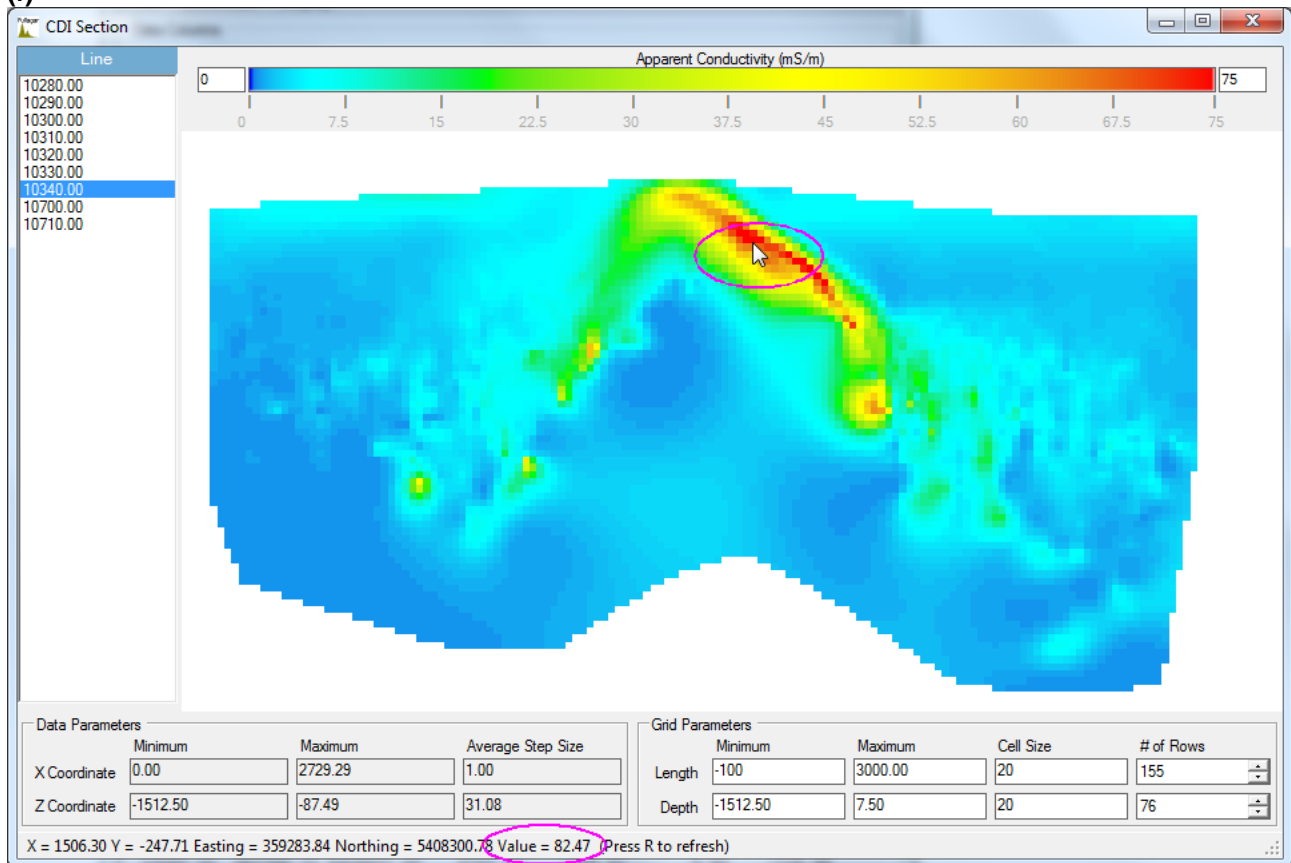 CDI Section
Line
Apparent Conductivity (mS/m)
0
75
0 7.5 15 22.5 30 37.5 45 52.5 60 67.5 75
10280.00
10290.00
10300.00
10310.00
10320.00
10330.00
10340.00
10700.00
10710.00
Data Parameters
Minimum Maximum Average Step Size
X Coordinate 0.00 2729.29 1.00
Z Coordinate -1512.50 -87.49 31.08
Grid Parameters
Minimum Maximum Cell Size # of Rows
Length -100 3000.00 20 155
Depth -1512.50 7.50 20 76
X = 1506.30 Y = -247.71 Easting = 359283.84 Northing = 5408300.78 Value = 82.47 (Press R to refresh)